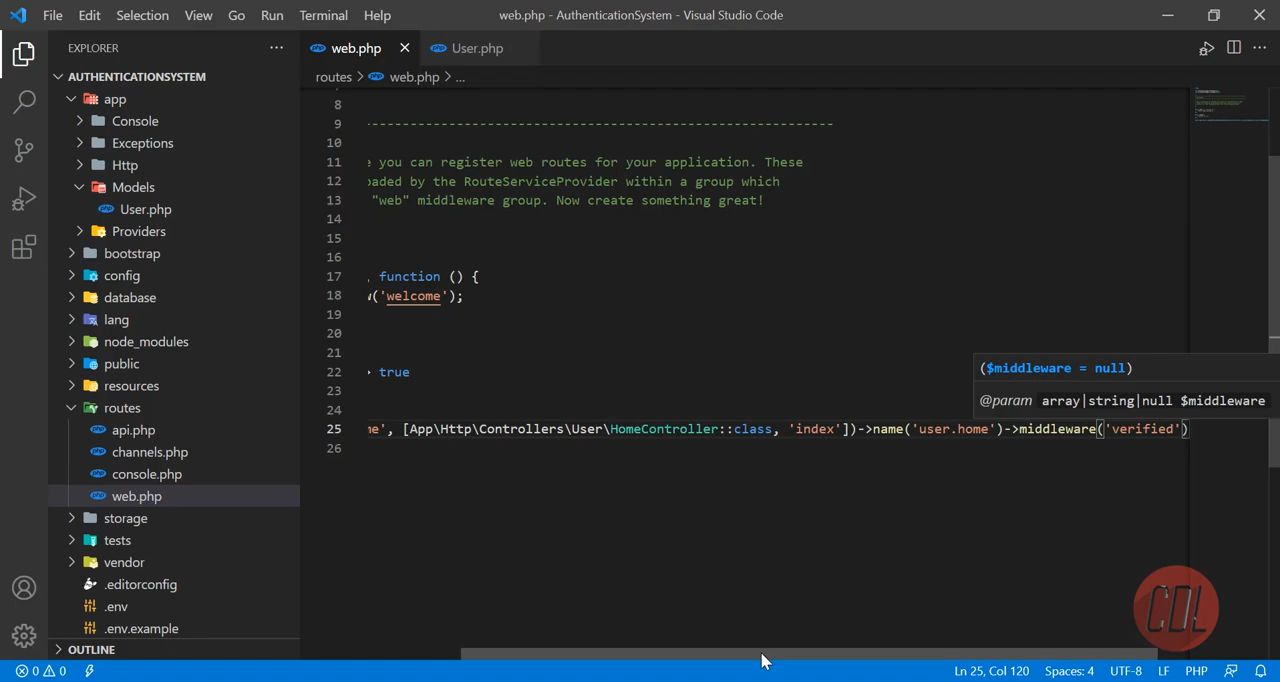 File Edit Selection View Go Run Terminal Help
web.php - AuthenticationSystem - Visual Studio Code
EXPLORER
AUTHENTICATIONSYSTEM
app
Console
Exceptions
Http
Models
User.php
Providers
bootstrap
config
database
lang
node_modules
public
resources
routes
api.php
channels.php
console.php
web.php
storage
tests
vendor
.editorconfig
.env
.env.example
OUTLINE
php web.php
php User.php
routes > php web.php > ...
8
9 -----------------------------------------------------------
10
11 e you can register web routes for your application. These
12 oaded by the RouteServiceProvider within a group which
13 "web" middleware group. Now create something great!
14
15
16
17 , function () {
18 w('welcome');
19
20
21
22 true
23
24
25 me', [App\Http\Controllers\User\HomeController::class, 'index'])->name('user.home')->middleware('verified')
26
($middleware = null)
@param array|string|null $middleware
CDL
0 0
Ln 25, Col 120 Spaces: 4 UTF-8 LF PHP